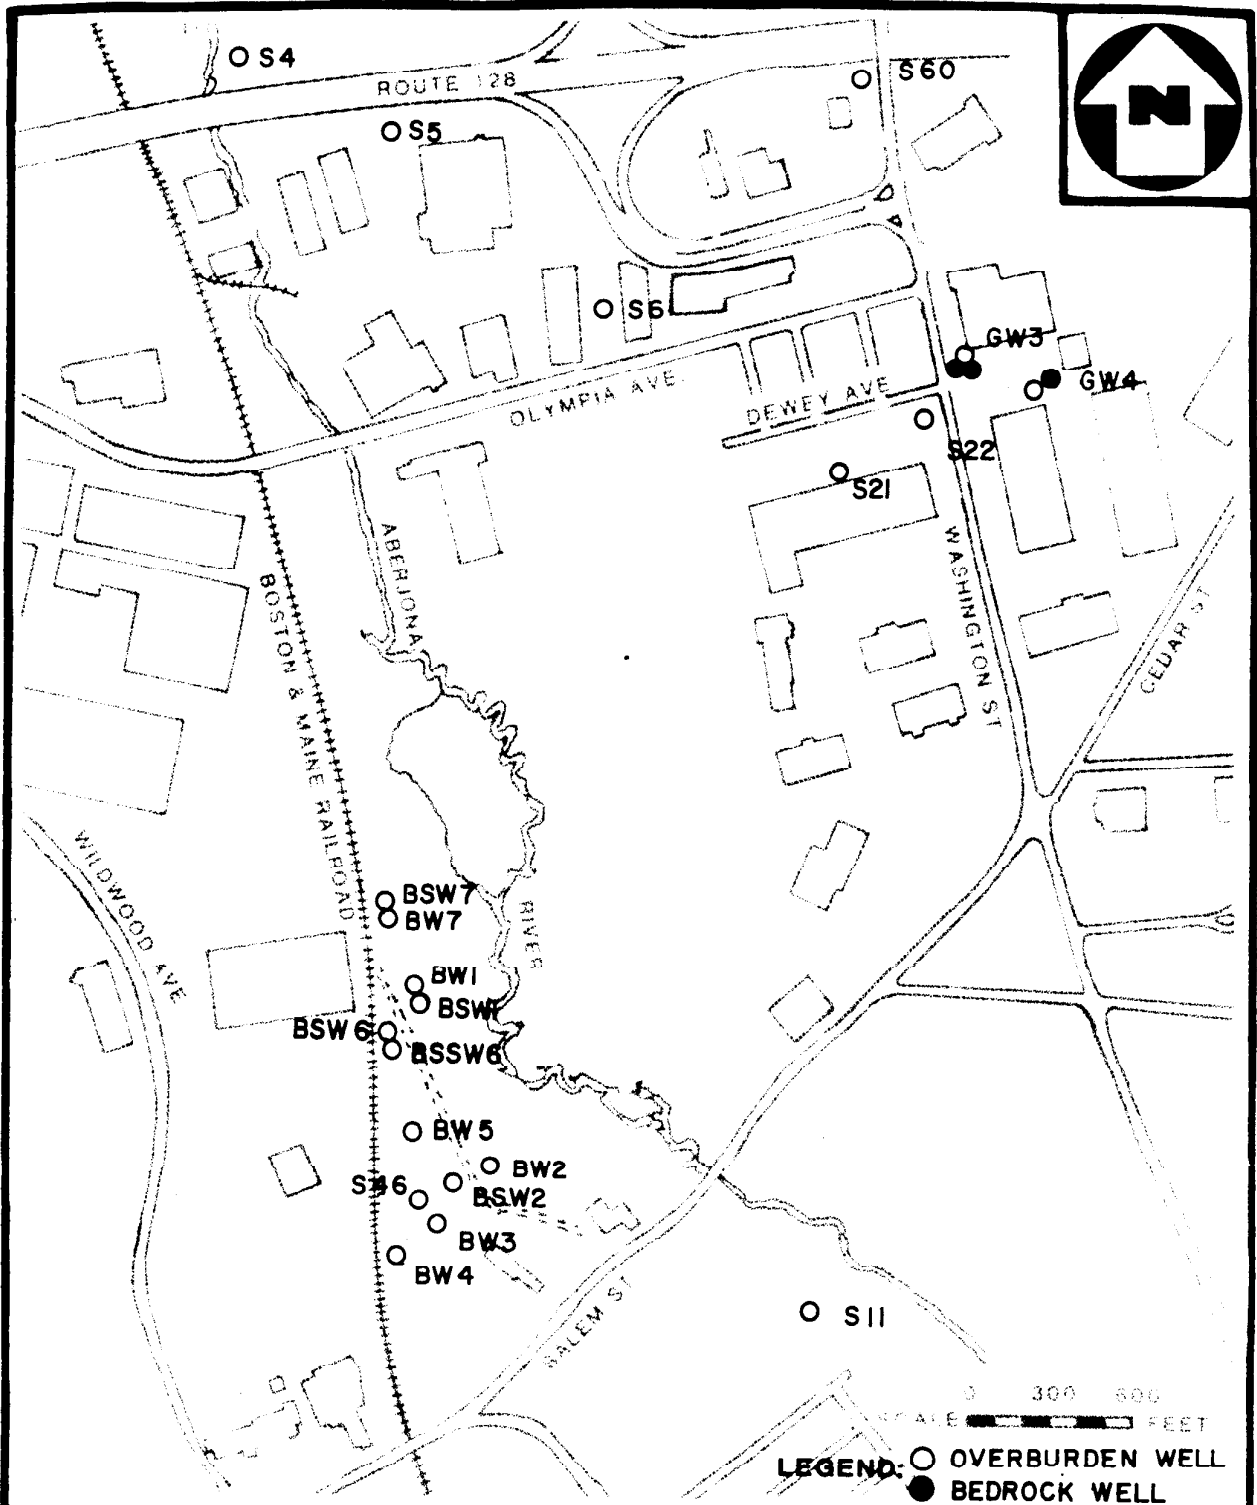 N
S4
ROUTE 128
S60
S5
S6
GW3
GW4
OLYMPIA AVE.
DEWEY AVE
S22
S21
ABERJONA
RIVER
WASHINGTON ST
CEDAR ST
BOSTON & MAINE RAILROAD
WILDWOOD AVE
BSW7
BW7
BW1
BSW1
BSW6
BSSW6
BW5
BW2
S46
BSW2
BW3
BW4
SALEM ST
S11
0 300 600
SCALE FEET
LEGEND:
OVERBURDEN WELL
BEDROCK WELL